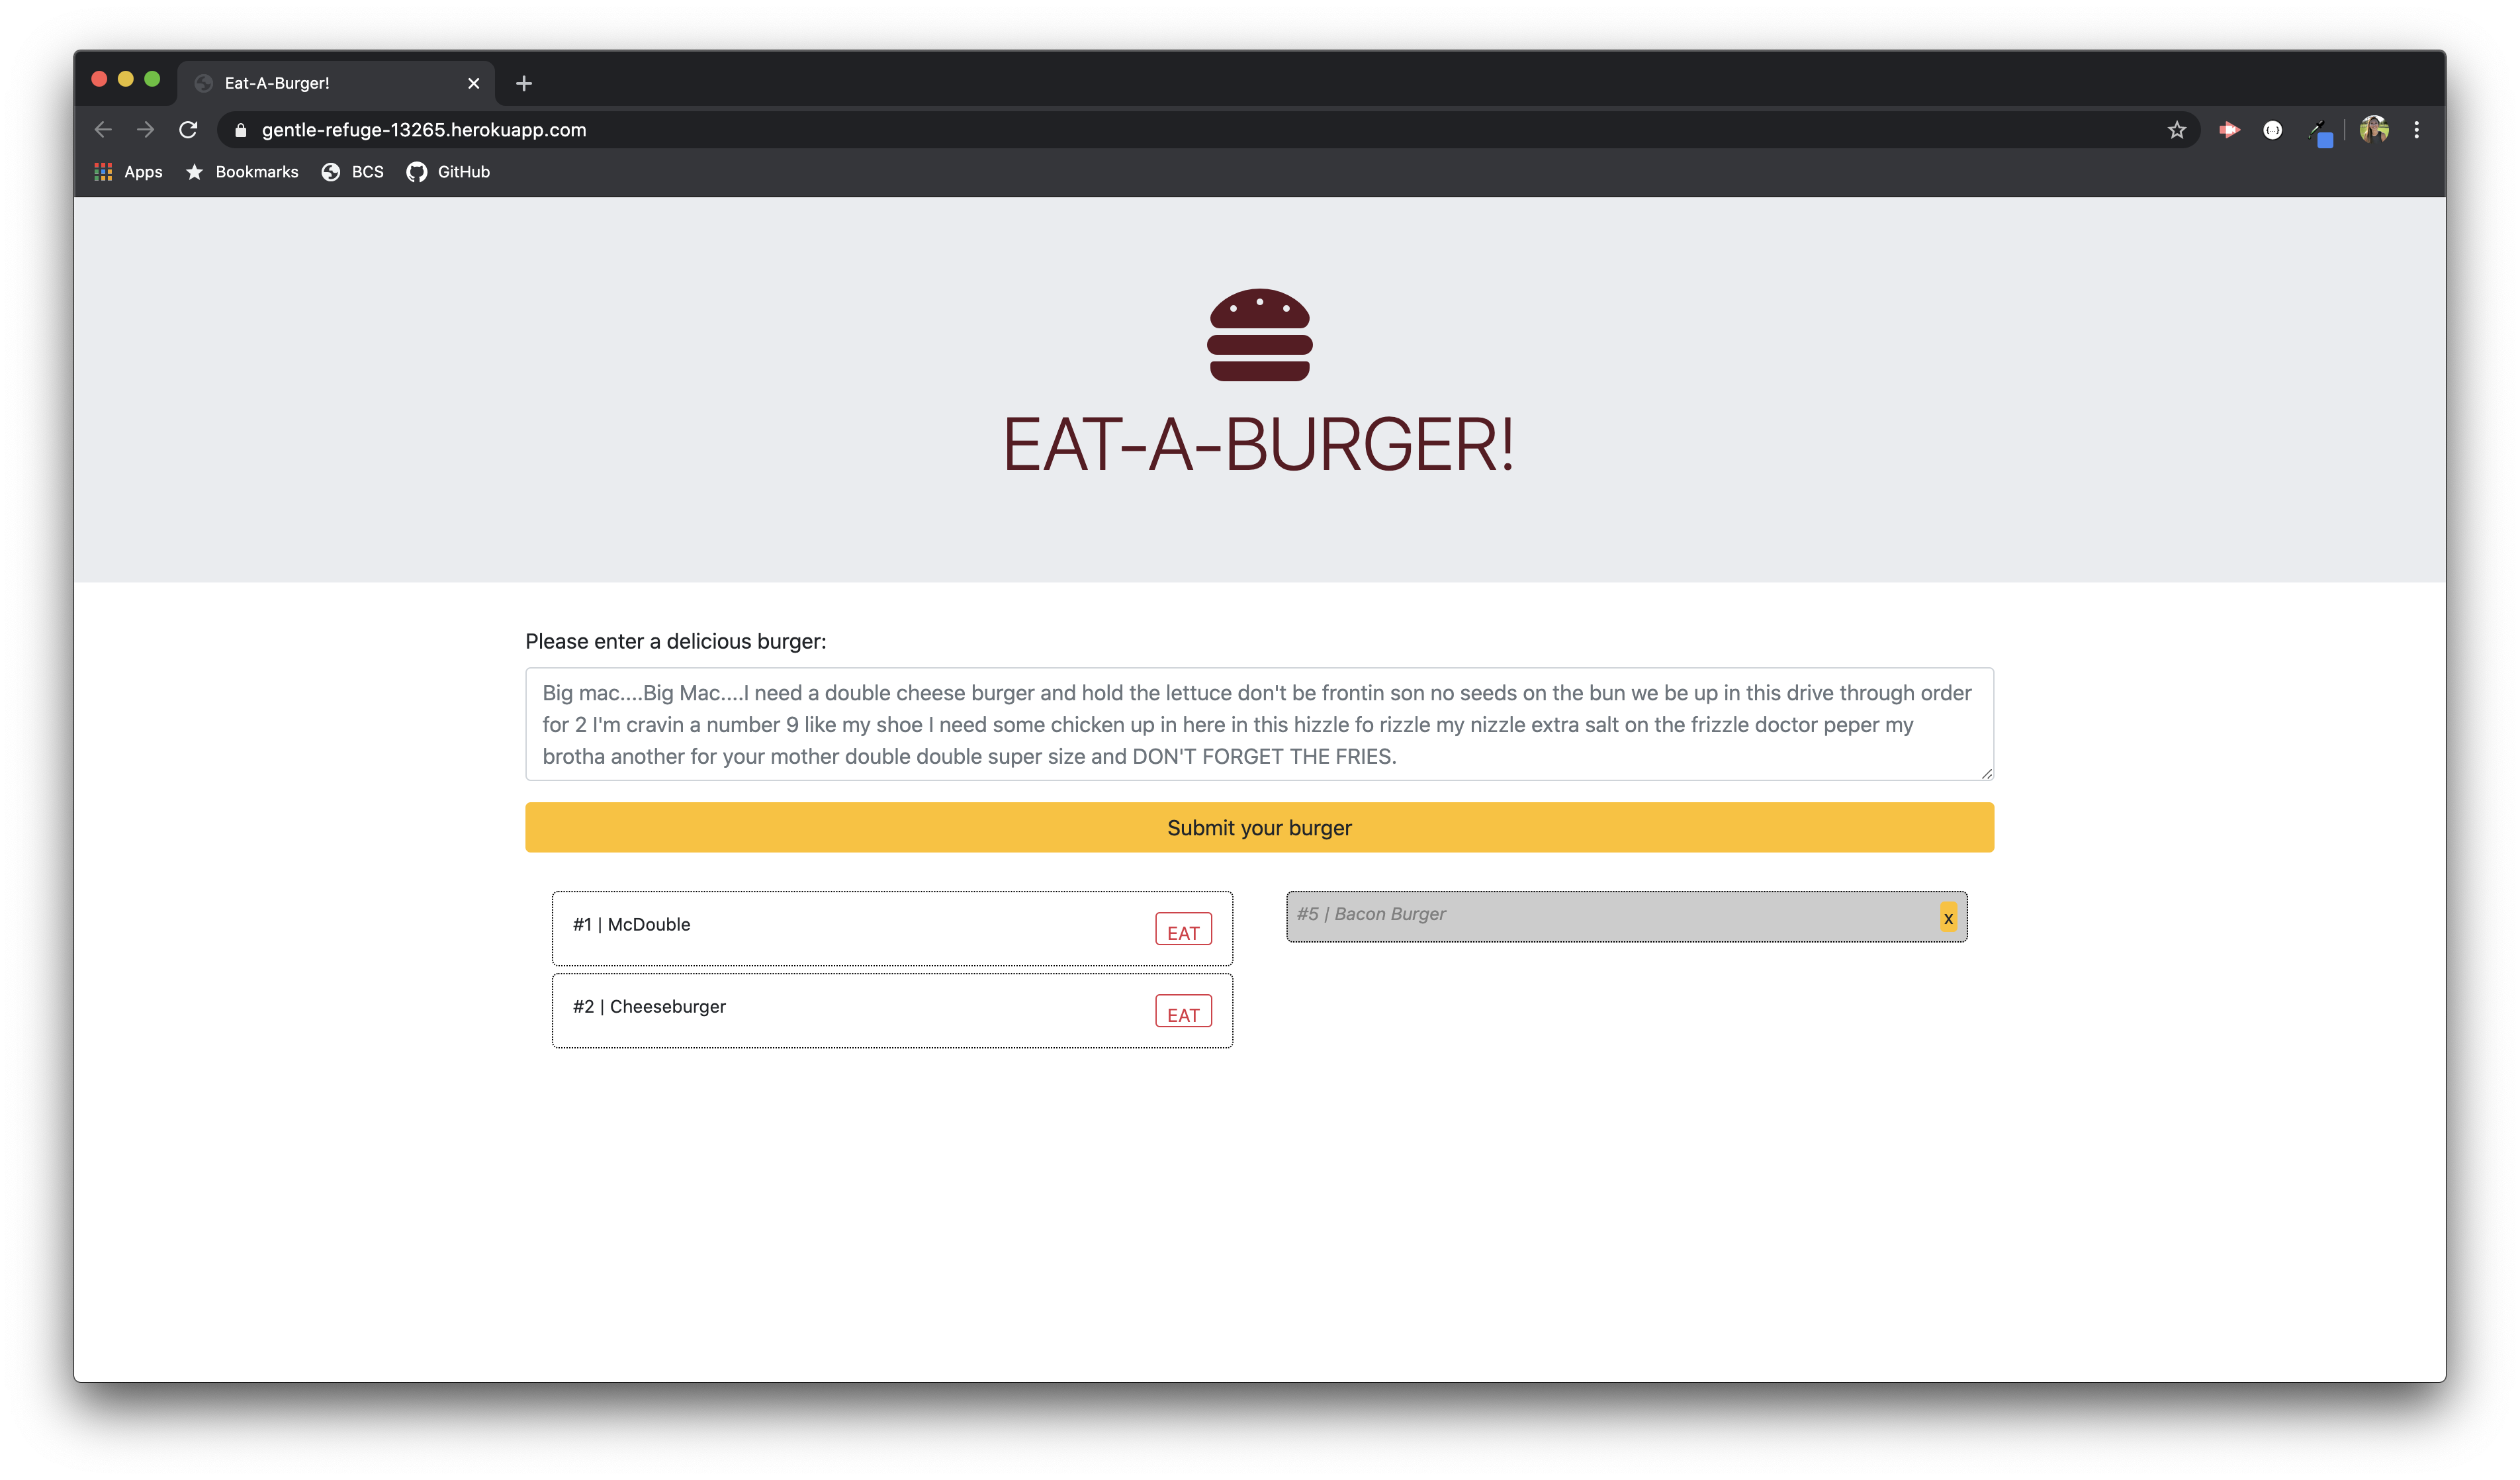 Eat-A-Burger!
gentle-refuge-13265.herokuapp.com
Apps Bookmarks BCS GitHub
EAT-A-BURGER!
Please enter a delicious burger:
Big mac....Big Mac....I need a double cheese burger and hold the lettuce don't be frontin son no seeds on the bun we be up in this drive through order
for 2 I'm cravin a number 9 like my shoe I need some chicken up in here in this hizzle fo rizzle my nizzle extra salt on the frizzle doctor peper my
brotha another for your mother double double super size and DON'T FORGET THE FRIES.
Submit your burger
#1 | McDouble
EAT
#2 | Cheeseburger
EAT
#5 | Bacon Burger
x